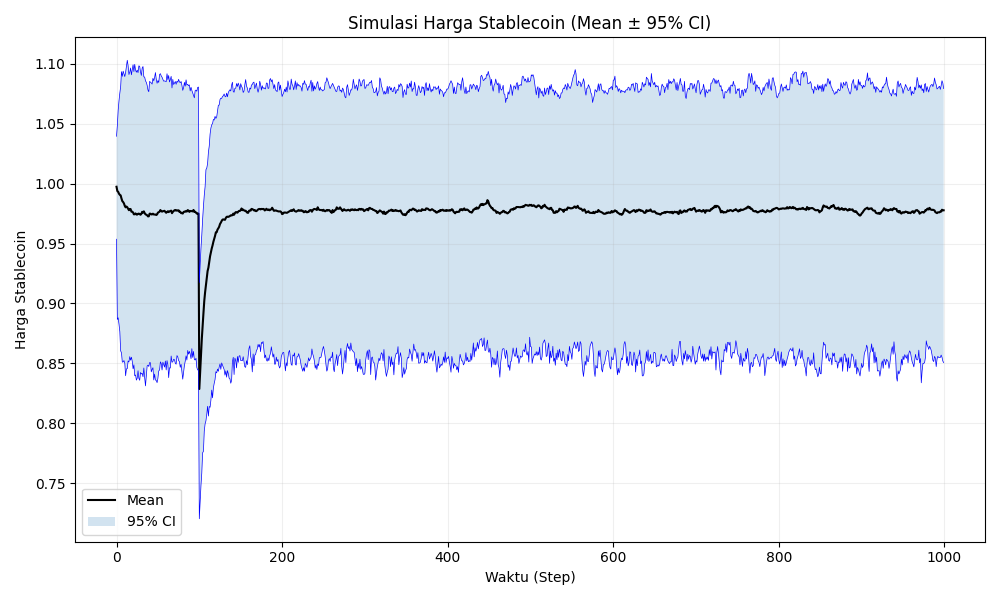 Simulasi Harga Stablecoin (Mean ± 95% CI)
Harga Stablecoin
1.10
1.05
1.00
0.95
0.90
0.85
0.80
0.75
Mean
95% CI
0 200 400 600 800 1000
Waktu (Step)